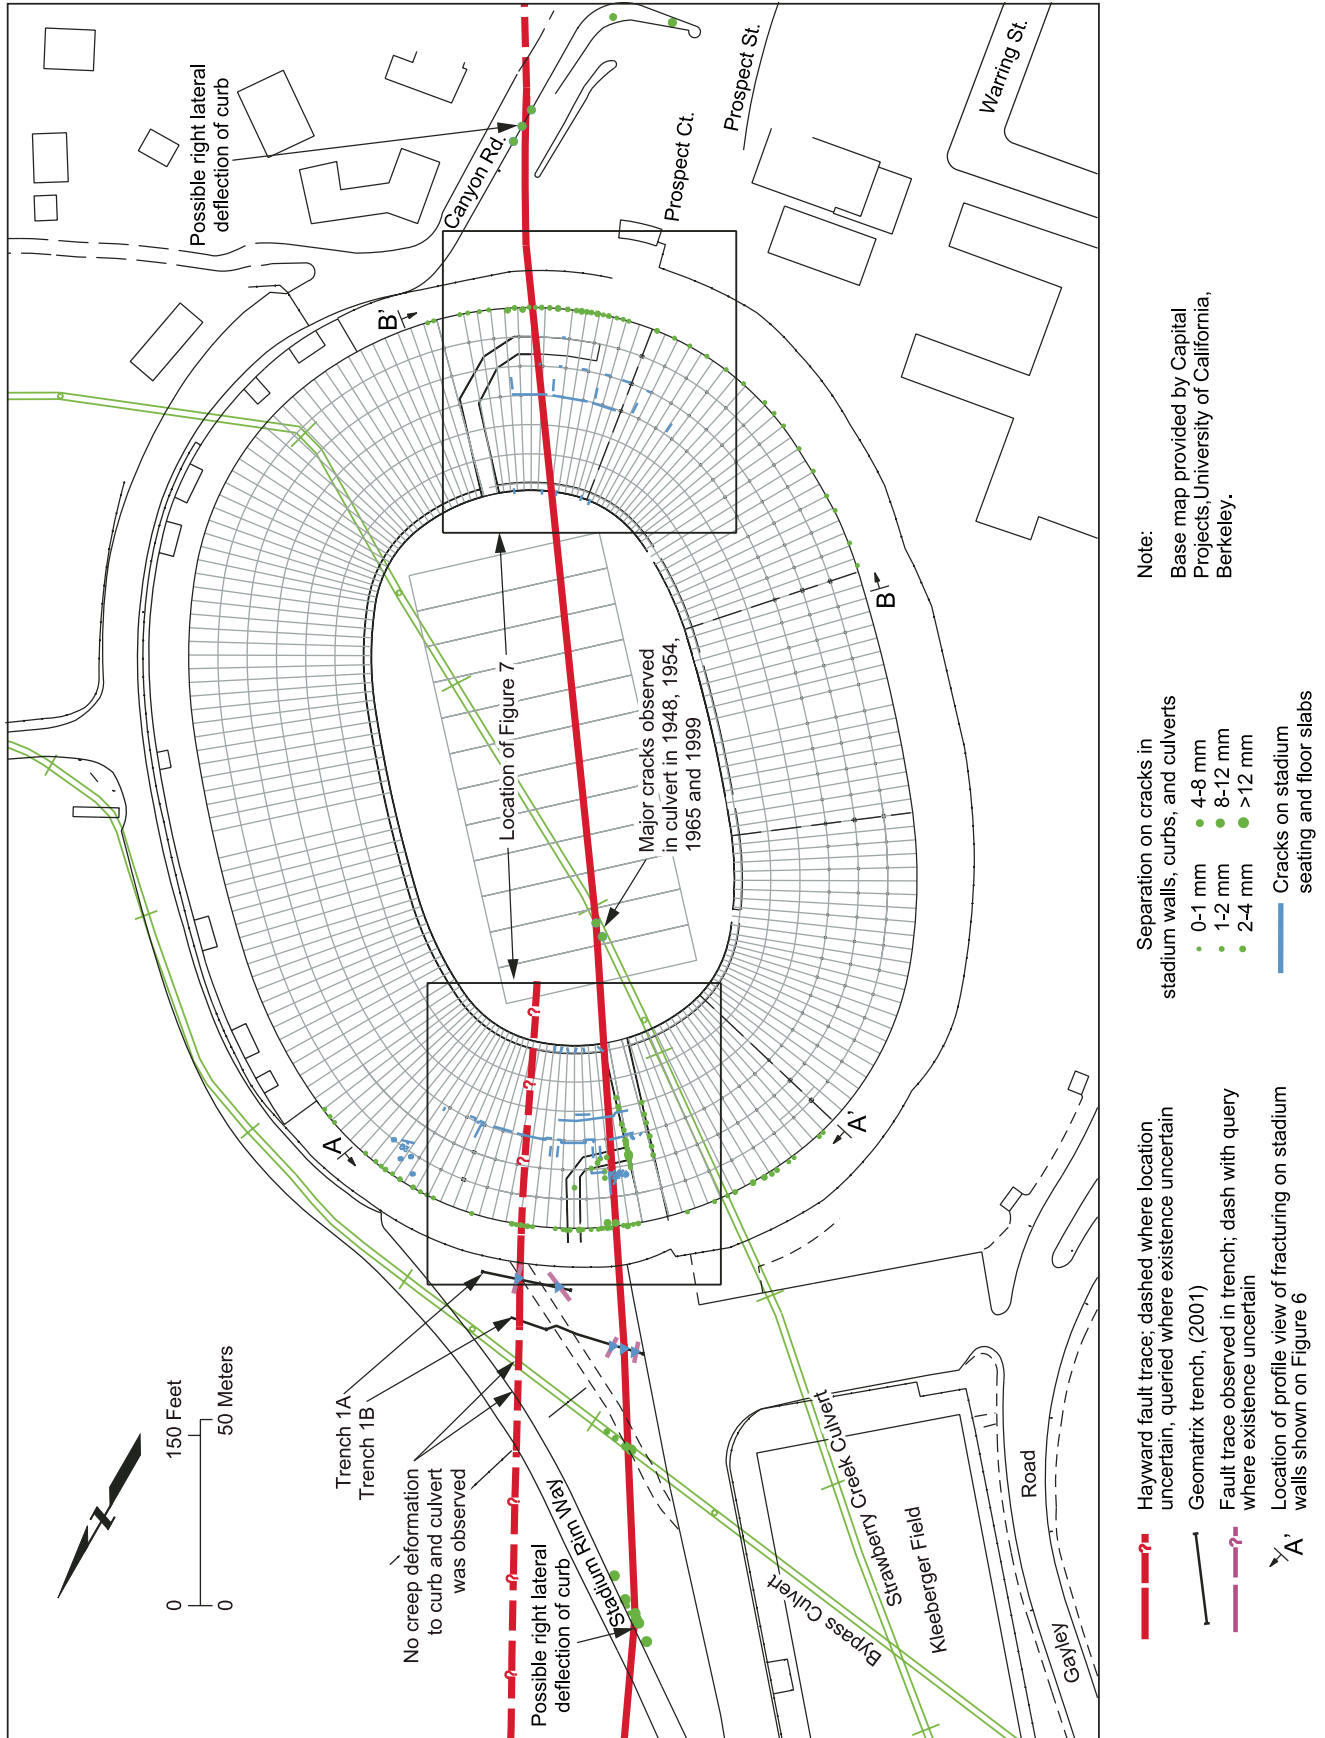 Possible right lateral
deflection of curb
Canyon Rd.
Prospect Ct.
Prospect St.
Warring St.
B'
B
Location of Figure 7
Major cracks observed
in culvert in 1948, 1954,
1965 and 1999
A
A'
?
?
?
?
?
?
Trench 1A
Trench 1B
No creep deformation
to curb and culvert
was observed
Stadium Rim Way
Possible right lateral
deflection of curb
Bypass Culvert
Strawberry Creek Culvert
Kleeberger Field
Gayley
Road
0
150 Feet
0
50 Meters
?
Hayward fault trace; dashed where location
uncertain, queried where existence uncertain
Geomatrix trench, (2001)
?
Fault trace observed in trench; dash with query
where existence uncertain
A'
Location of profile view of fracturing on stadium
walls shown on Figure 6
Separation on cracks in
stadium walls, curbs, and culverts
0-1 mm
1-2 mm
2-4 mm
4-8 mm
8-12 mm
>12 mm
Cracks on stadium
seating and floor slabs
Note:
Base map provided by Capital
Projects,University of California,
Berkeley.